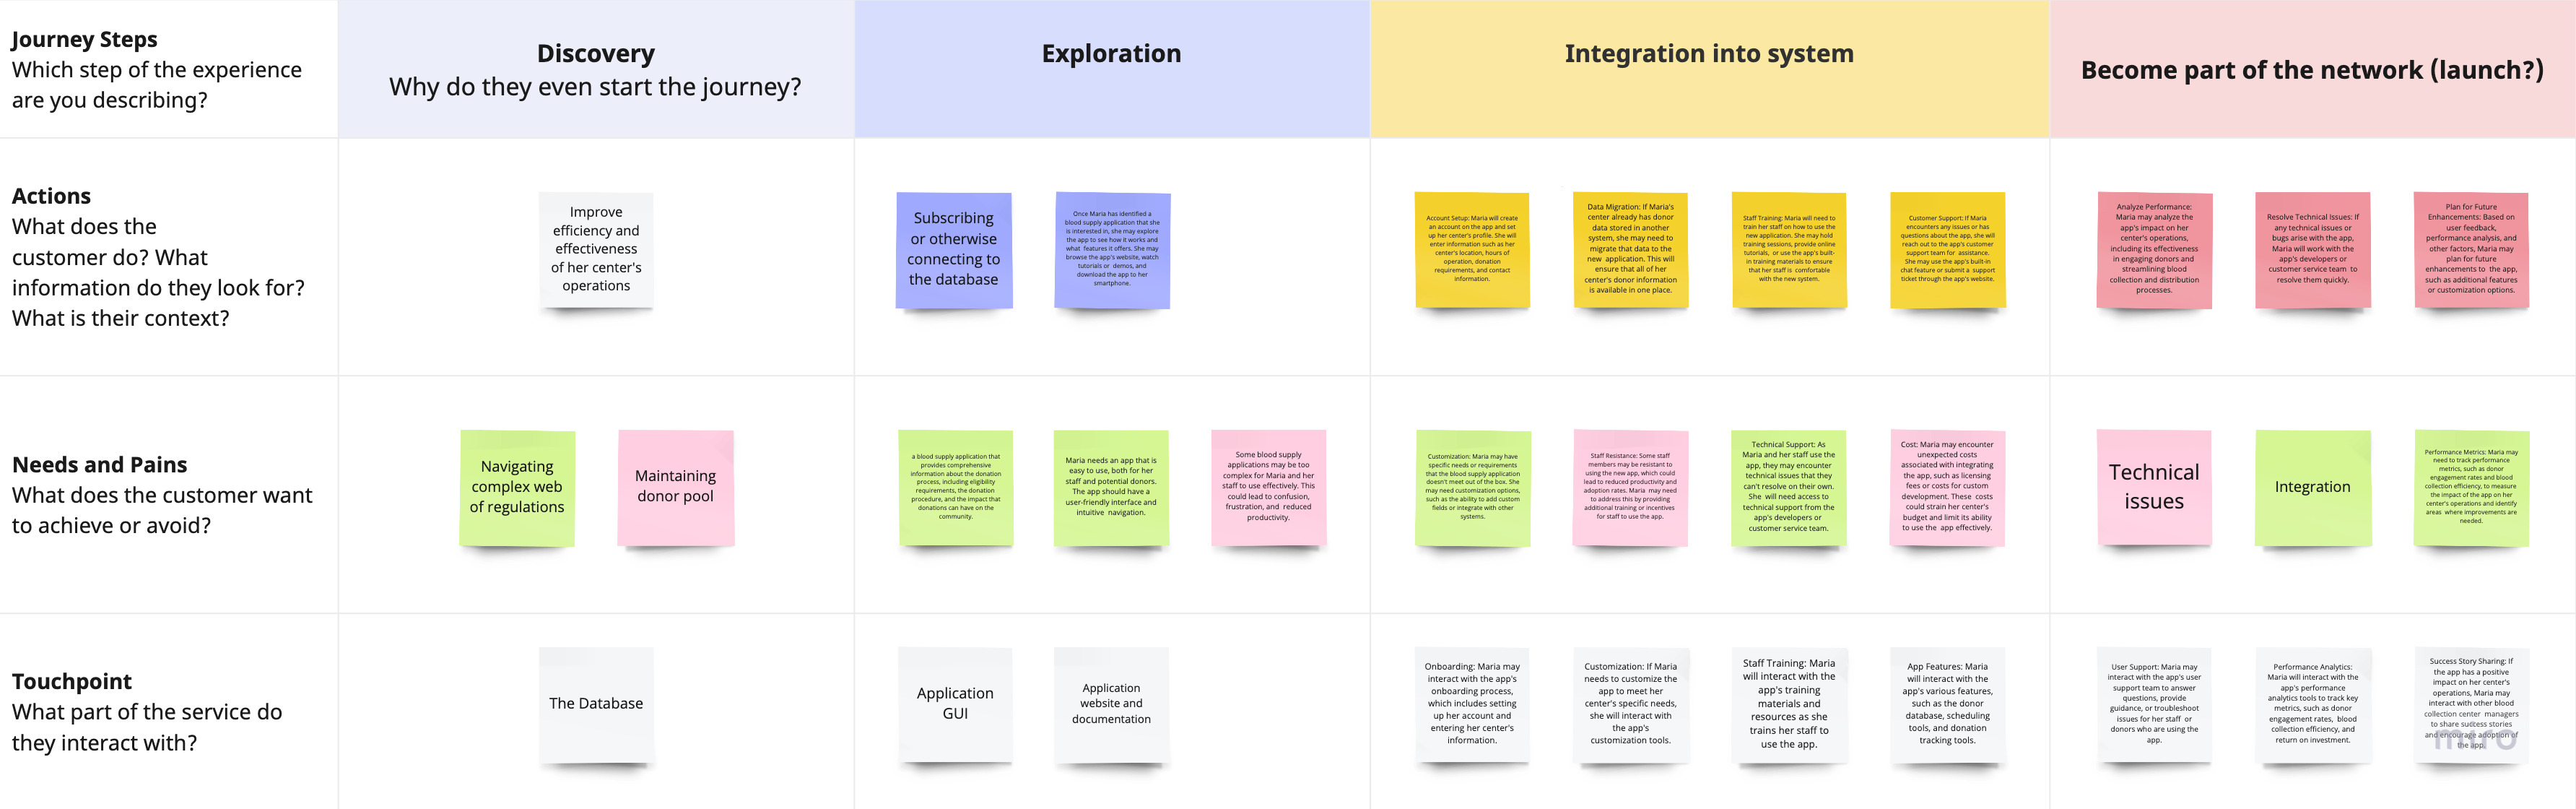 Journey Steps
Which step of the experience
are you describing?
Discovery
Why do they even start the journey?
Exploration
Integration into system
Become part of the network (launch?)
Actions
What does the
customer do? What
information do they look for?
What is their context?
Improve
efficiency and
effectiveness
of her center's
operations
Subscribing
or otherwise
connecting to
the database
Once Maria has identified a
blood supply application that she
is interested in, she may explore
the app to see how it works and
what features it offers. She may
browse the app's website, watch
tutorials or demos, and
download the app to her
smartphone.
Account Setup: Maria will create
an account on the app and set
up her center's profile. She will
enter information such as her
center's location, hours of
operation, donation
requirements, and contact
information.
Data Migration: If Maria's
center already has donor
data stored in another
system, she may need to
migrate that data to the
new application. This will
ensure that all of her
center's donor information
is available in one place.
Staff Training: Maria will need to
train her staff on how to use the
new application. She may hold
training sessions, provide online
tutorials, or use the app's built-
in training materials to ensure
that her staff is comfortable
with the new system.
Customer Support: If Maria
encounters any issues or has
questions about the app, she will
reach out to the app's customer
support team for assistance.
She may use the app's built-in
chat feature or submit a support
ticket through the app's website.
Analyze Performance:
Maria may analyze the
app's impact on her
center's operations,
including its effectiveness
in engaging donors and
streamlining blood
collection and distribution
processes.
Resolve Technical Issues: If
any technical issues or
bugs arise with the app,
Maria will work with the
app's developers or
customer service team to
resolve them quickly.
Plan for Future
Enhancements: Based on
user feedback,
performance analysis, and
other factors, Maria may
plan for future
enhancements to the app,
such as additional features
or customization options.
Needs and Pains
What does the customer want
to achieve or avoid?
Navigating
complex web
of regulations
Maintaining
donor pool
a blood supply application that
provides comprehensive
information about the donation
process, including eligibility
requirements, the donation
procedure, and the impact that
donations can have on the
community.
Maria needs an app that is
easy to use, both for her
staff and potential donors.
The app should have a
user-friendly interface and
intuitive navigation.
Some blood supply
applications may be too
complex for Maria and her
staff to use effectively. This
could lead to confusion,
frustration, and reduced
productivity.
Customization: Maria may have
specific needs or requirements
that the blood supply application
doesn't meet out of the box. She
may need customization options,
such as the ability to add custom
fields or integrate with other
systems.
Staff Resistance: Some staff
members may be resistant to
using the new app, which could
lead to reduced productivity and
adoption rates. Maria may need
to address this by providing
additional training or incentives
for staff to use the app.
Technical Support: As
Maria and her staff use the
app, they may encounter
technical issues that they
can't resolve on their own.
She will need access to
technical support from the
app's developers or
customer service team.
Cost: Maria may encounter
unexpected costs
associated with integrating
the app, such as licensing
fees or costs for custom
development. These costs
could strain her center's
budget and limit its ability
to use the app effectively.
Technical
issues
Integration
Performance Metrics: Maria may
need to track performance
metrics, such as donor
engagement rates and blood
collection efficiency, to measure
the impact of the app on her
center's operations and identify
areas where improvements are
needed.
Touchpoint
What part of the service do
they interact with?
The Database
Application
GUI
Application
website and
documentation
Onboarding: Maria may
interact with the app's
onboarding process,
which includes setting
up her account and
entering her center's
information.
Customization: If Maria
needs to customize the
app to meet her
center's specific needs,
she will interact with
the app's
customization tools.
Staff Training: Maria
will interact with the
app's training
materials and
resources as she
trains her staff to
use the app.
App Features: Maria
will interact with the
app's various features,
such as the donor
database, scheduling
tools, and donation
tracking tools.
User Support: Maria may
interact with the app's user
support team to answer
questions, provide
guidance, or troubleshoot
issues for her staff or
donors who are using the
app.
Performance Analytics:
Maria will interact with the
app's performance
analytics tools to track key
metrics, such as donor
engagement rates, blood
collection efficiency, and
return on investment.
Success Story Sharing: If
the app has a positive
impact on her center's
operations, Maria may
interact with other blood
collection center managers
to share success stories
and encourage adoption of
the app.
miro